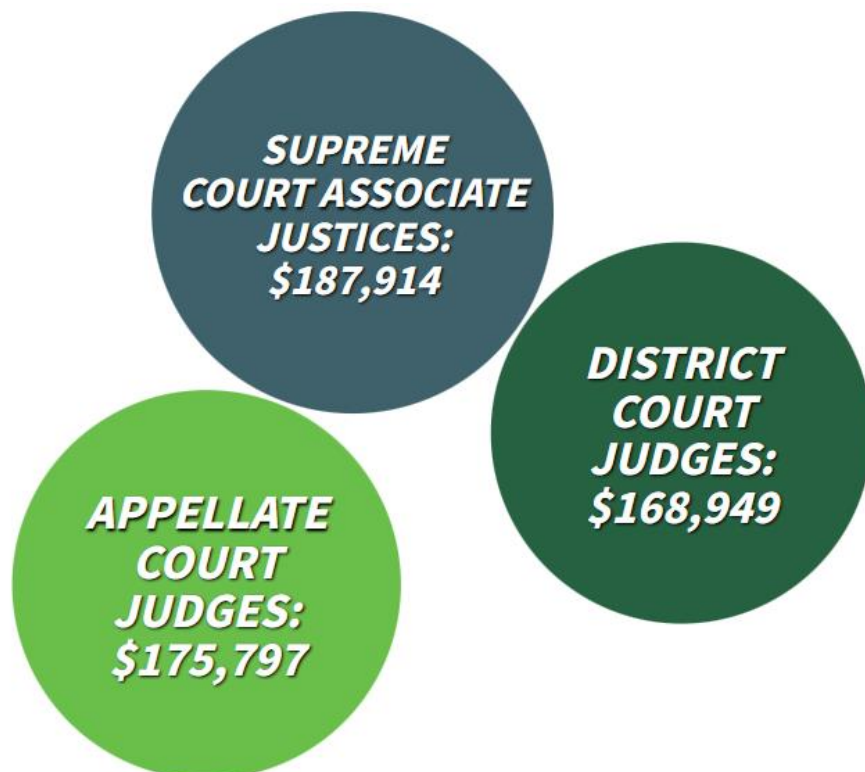 SUPREME
COURT ASSOCIATE
JUSTICES:
$187,914
DISTRICT
COURT
JUDGES:
$168,949
APPELLATE
COURT
JUDGES:
$175,797